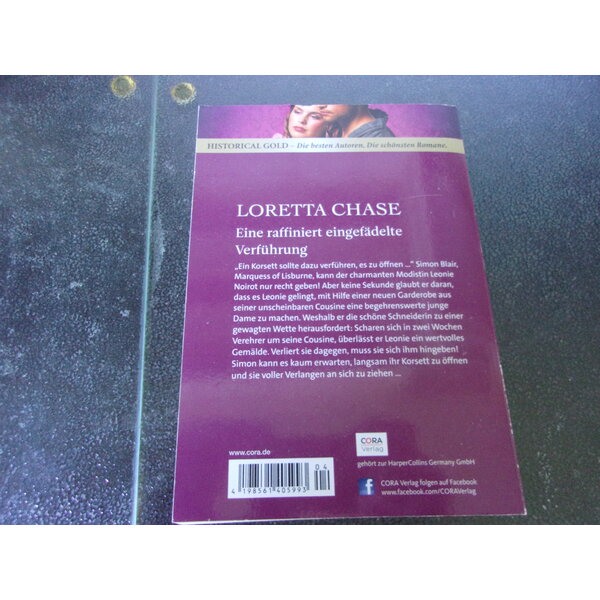 HISTORICAL GOLD – Die besten Autoren. Die schönsten Romane.
LORETTA CHASE
Eine raffiniert eingefädelte
Verführung
„Ein Korsett sollte dazu verführen, es zu öffnen ...“ Simon Blair,
Marquess of Lisburne, kann der charmanten Modistin Leonie
Noirot nur recht geben! Aber keine Sekunde glaubt er daran,
dass es Leonie gelingt, mit Hilfe einer neuen Garderobe aus
seiner unscheinbaren Cousine eine begehrenswerte junge
Dame zu machen. Weshalb er die schöne Schneiderin zu einer
gewagten Wette herausfordert: Scharen sich in zwei Wochen
Verehrer um seine Cousine, überlässt er Leonie ein wertvolles
Gemälde. Verliert sie dagegen, muss sie sich ihm hingeben!
Simon kann es kaum erwarten, langsam ihr Korsett zu öffnen
und sie voller Verlangen an sich zu ziehen ...
CORA
Verlag
www.cora.de
gehört zur HarperCollins Germany GmbH
04
4 198561 405993
f
CORA Verlag folgen auf Facebook
www.facebook.com/CORAVerlag